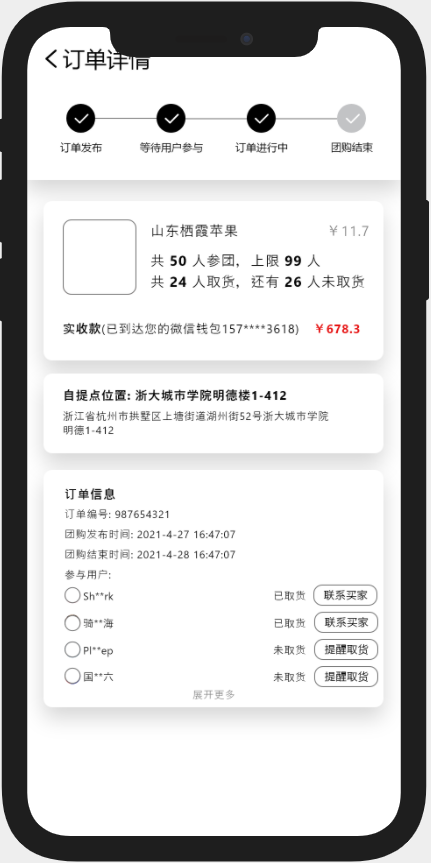 订单详情
订单发布 等待用户参与 订单进行中 团购结束
山东栖霞苹果 ￥11.7
共 50 人参团，上限 99 人
共 24 人取货，还有 26 人未取货
实收款(已到达您的微信钱包157****3618) ￥678.3
自提点位置: 浙大城市学院明德楼1-412
浙江省杭州市拱墅区上塘街道湖州街52号浙大城市学院
明德1-412
订单信息
订单编号: 987654321
团购发布时间: 2021-4-27 16:47:07
团购结束时间: 2021-4-28 16:47:07
参与用户:
Sh**rk 已取货 联系买家
骑**海 已取货 联系买家
Pl**ep 未取货 提醒取货
国**六 未取货 提醒取货
展开更多